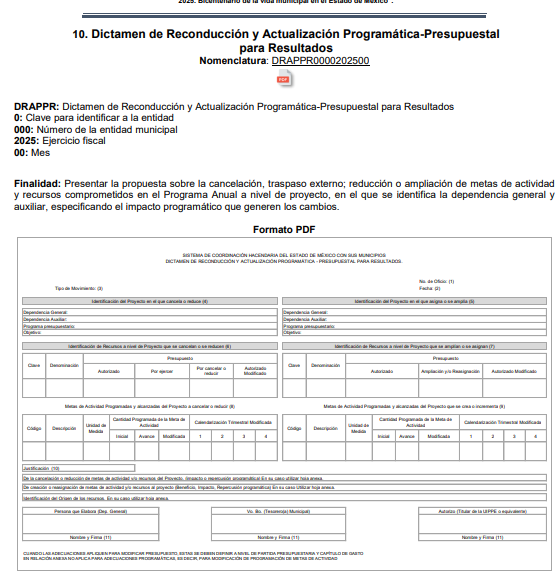 2025. Bicentenario de la vida municipal en el Estado de México".
10. Dictamen de Reconducción y Actualización Programática-Presupuestal
para Resultados
Nomenclatura: DRAPPR0000202500
PDF
DRAPPR: Dictamen de Reconducción y Actualización Programática-Presupuestal para Resultados
0: Clave para identificar a la entidad
000: Número de la entidad municipal
2025: Ejercicio fiscal
00: Mes
Finalidad: Presentar la propuesta sobre la cancelación, traspaso externo; reducción o ampliación de metas de actividad
y recursos comprometidos en el Programa Anual a nivel de proyecto, en el que se identifica la dependencia general y
auxiliar, especificando el impacto programático que generen los cambios.
Formato PDF
SISTEMA DE COORDINACIÓN HACENDARIA DEL ESTADO DE MÉXICO CON SUS MUNICIPIOS
DICTAMEN DE RECONDUCCIÓN Y ACTUALIZACIÓN PROGRAMÁTICA - PRESUPUESTAL PARA RESULTADOS.
No. de Oficio: (1)
Tipo de Movimiento: (3) Fecha: (2)
Identificación del Proyecto en el que cancela o reduce (4) Identificación del Proyecto en el que asigna o se amplia (5)
Dependencia General: Dependencia General:
Dependencia Auxiliar: Dependencia Auxiliar:
Programa presupuestario: Programa presupuestario:
Objetivo: Objetivo:
Identificación de Recursos a nivel de Proyecto que se cancelan o se reducen (6) Identificación de Recursos a nivel de Proyecto que se amplían o se asignan (7)
Clave Denominación Presupuesto Clave Denominación Presupuesto
Autorizado Por ejercer Por cancelar o reducir Autorizado Modificado Autorizado Ampliación y/o Reasignación Autorizado Modificado
Metas de Actividad Programadas y alcanzadas del Proyecto a cancelar o reducir (8) Metas de Actividad Programadas y alcanzadas del Proyecto que se crea o incrementa (9)
Código Descripción Unidad de Medida Cantidad Programada de la Meta de Actividad Calendarización Trimestral Modificada Código Descripción Unidad de Medida Cantidad Programada de la Meta de Actividad Calendarización Trimestral Modificada
Inicial Avance Modificada 1 2 3 4 Inicial Avance Modificada 1 2 3 4
Justificación (10)
De la cancelación o reducción de metas de actividad y/o recursos del Proyecto. (Impacto o repercusión programática) En su caso utilizar hoja anexa.
De creación o reasignación de metas de actividad y/o recursos al proyecto (Beneficio, Impacto, Repercusión programática) En su caso Utilizar hoja anexa.
Identificación del Origen de los recursos. En su caso utilizar hoja anexa.
Persona que Elabora (Dep. General) Vo. Bo. (Tesorero(a) Municipal) Autorizo (Titular de la UIPPE o equivalente)
Nombre y Firma (11) Nombre y Firma (11) Nombre y Firma (11)
CUANDO LAS ADECUACIONES APLIQUEN PARA MODIFICAR PRESUPUESTO, ESTAS SE DEBEN DEFINIR A NIVEL DE PARTIDA PRESUPUESTARIA Y CAPÍTULO DE GASTO
EN RELACIÓN ANEXA NO APLICA PARA ADECUACIONES PROGRAMÁTICAS, ES DECIR, PARA MODIFICACIÓN DE PROGRAMACIÓN DE METAS DE ACTIVIDAD